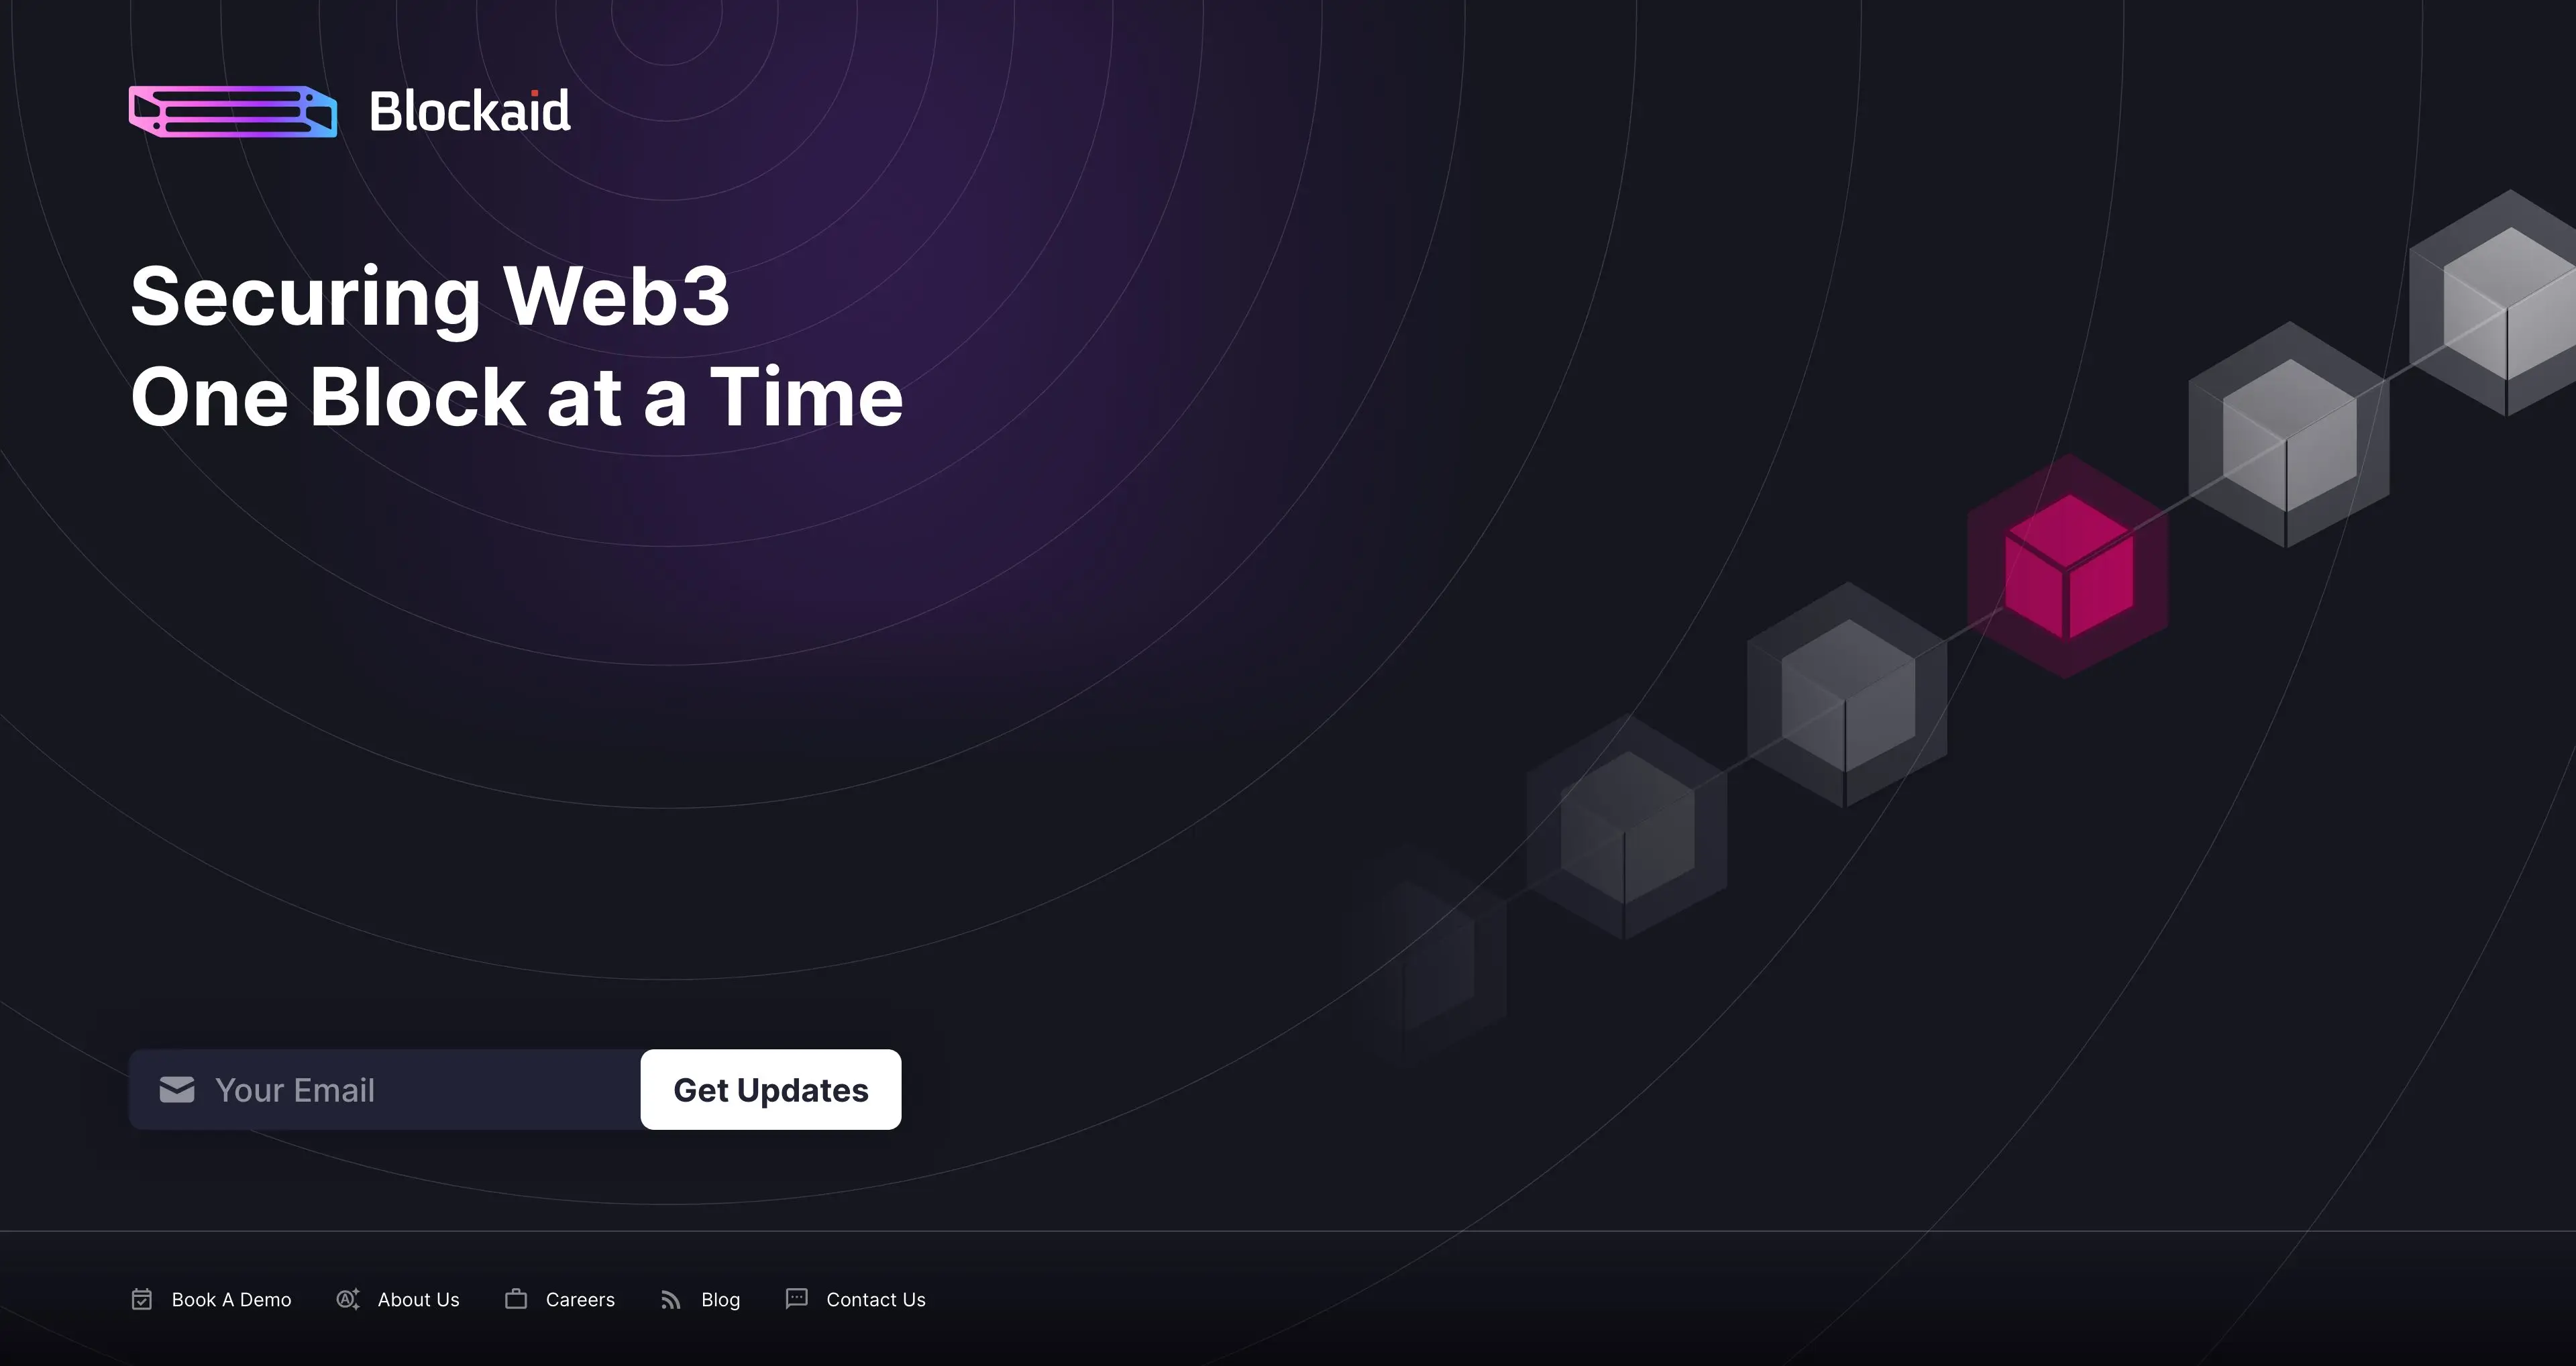 Blockaid
Securing Web3
One Block at a Time
Your Email
Get Updates
Book A Demo
About Us
Careers
Blog
Contact Us